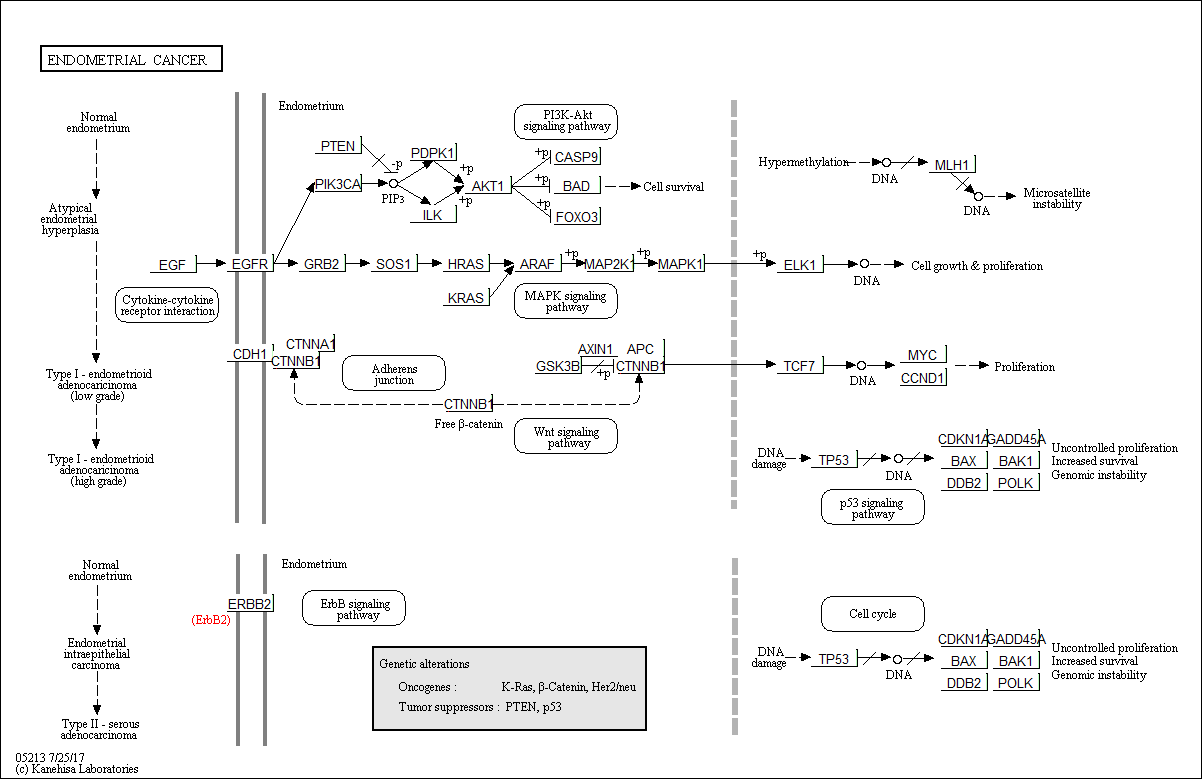 ENDOMETRIAL CANCER
Normal
endometrium
Atypical
endometrial
hyperplasia
Type I - endometrioid
adenocaricinoma
(low grade)
Type I - endometrioid
adenocaricinoma
(high grade)
Endometrium
PI3K-Akt
signaling pathway
PTEN
-p
PDPK1
+p
+p
CASP9
PIK3CA
PIP3
AKT1
+p
BAD
Cell survival
ILK
+p
+p
FOXO3
Hypermethylation
DNA
MLH1
DNA
Microsatellite
instability
EGF
EGFR
GRB2
SOS1
HRAS
ARAF
+p
MAP2K1
+p
MAPK1
+p
ELK1
DNA
Cell growth & proliferation
KRAS
Cytokine-cytokine
receptor interaction
MAPK signaling
pathway
CDH1
CTNNA1
CTNNB1
Adherens
junction
AXIN1
APC
GSK3B
+p
CTNNB1
TCF7
DNA
MYC
CCND1
Proliferation
CTNNB1
Free β-catenin
Wnt signaling
pathway
DNA
damage
TP53
DNA
CDKN1A
GADD45A
BAX
BAK1
DDB2
POLK
Uncontrolled proliferation
Increased survival
Genomic instability
p53 signaling
pathway
Normal
endometrium
Endometrial
intraepithelial
carcinoma
Type II - serous
adenocarcinoma
Endometrium
ERBB2
(ErbB2)
ErbB signaling
pathway
Cell cycle
DNA
damage
TP53
DNA
CDKN1A
GADD45A
BAX
BAK1
DDB2
POLK
Uncontrolled proliferation
Increased survival
Genomic instability
Genetic alterations
Oncogenes : K-Ras, β-Catenin, Her2/neu
Tumor suppressors : PTEN, p53
05213 7/25/17
(c) Kanehisa Laboratories